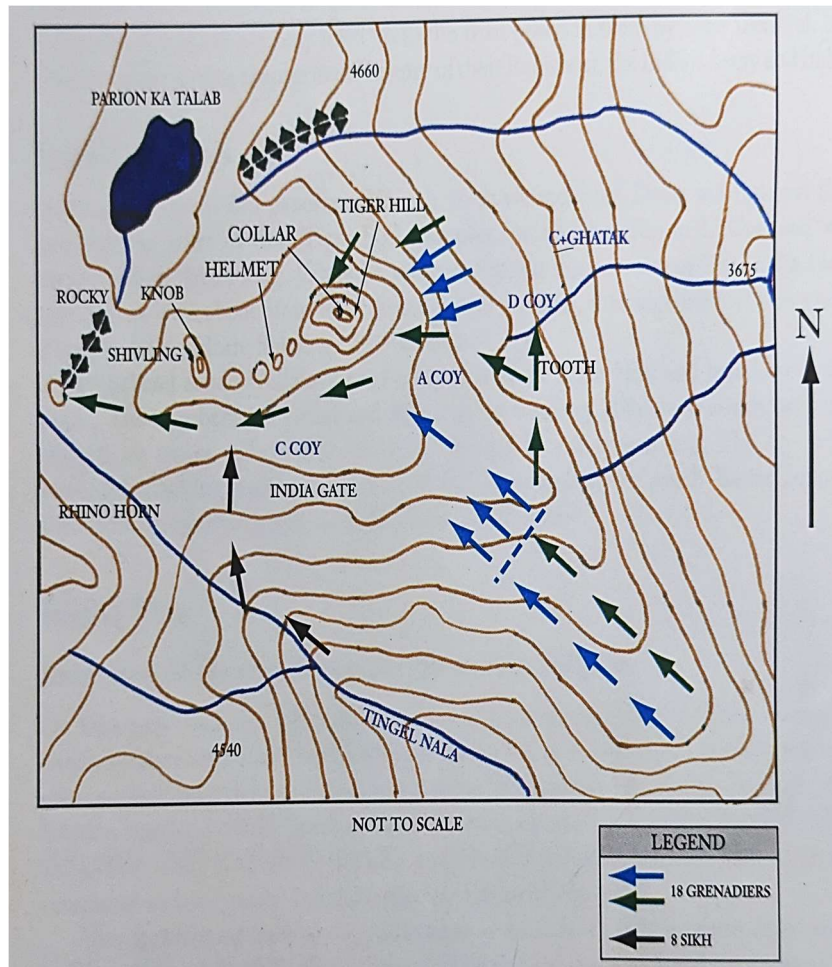 4660
PARION KA TALAB
TIGER HILL
COLLAR
C+GHATAK
HELMET
3675
ROCKY
KNOB
D COY
N
SHIVLING
TOOTH
A COY
C COY
INDIA GATE
RHINO HORN
TINGEL NALA
4540
NOT TO SCALE
LEGEND
18 GRENADIERS
8 SIKH